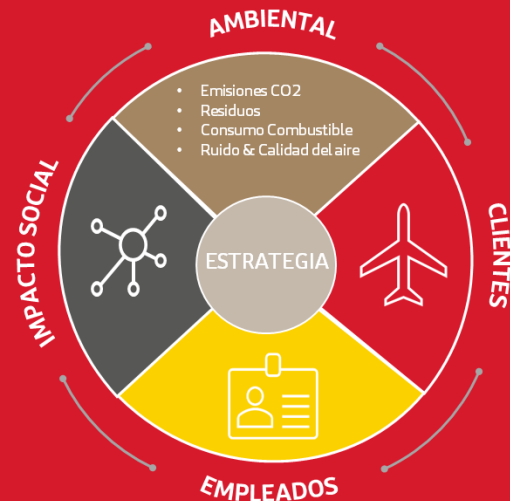 AMBIENTAL
• Emisiones CO2
• Residuos
• Consumo Combustible
• Ruido & Calidad del aire
IMPACTO SOCIAL
ESTRATEGIA
CLIENTES
EMPLEADOS